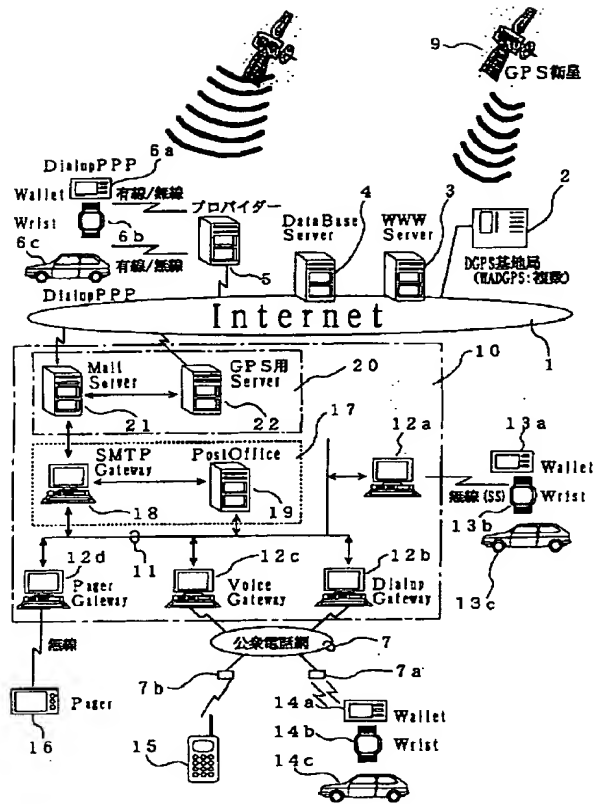 9
GPS衛星
DialupPPP
6a
Wallet
有線/無線
プロバイダー
4
3
2
Wrist
6b
DataBase
Server
WWW
Server
6c
有線/無線
5
DGPS基地局
(WADGPS:複数)
DialupPPP
Internet
1
10
Mail
Server
GPS用
Server
20
21
22
17
12a
13a
SMTP
Gateway
PostOffice
Wallet
無線(SS)
Wrist
18
19
13b
11
12d
12c
12b
13c
Pager
Gateway
Voice
Gateway
Dialup
Gateway
無線
公衆電話網
7
7b
7a
Pager
14a
Wallet
16
14b
Wrist
15
14c